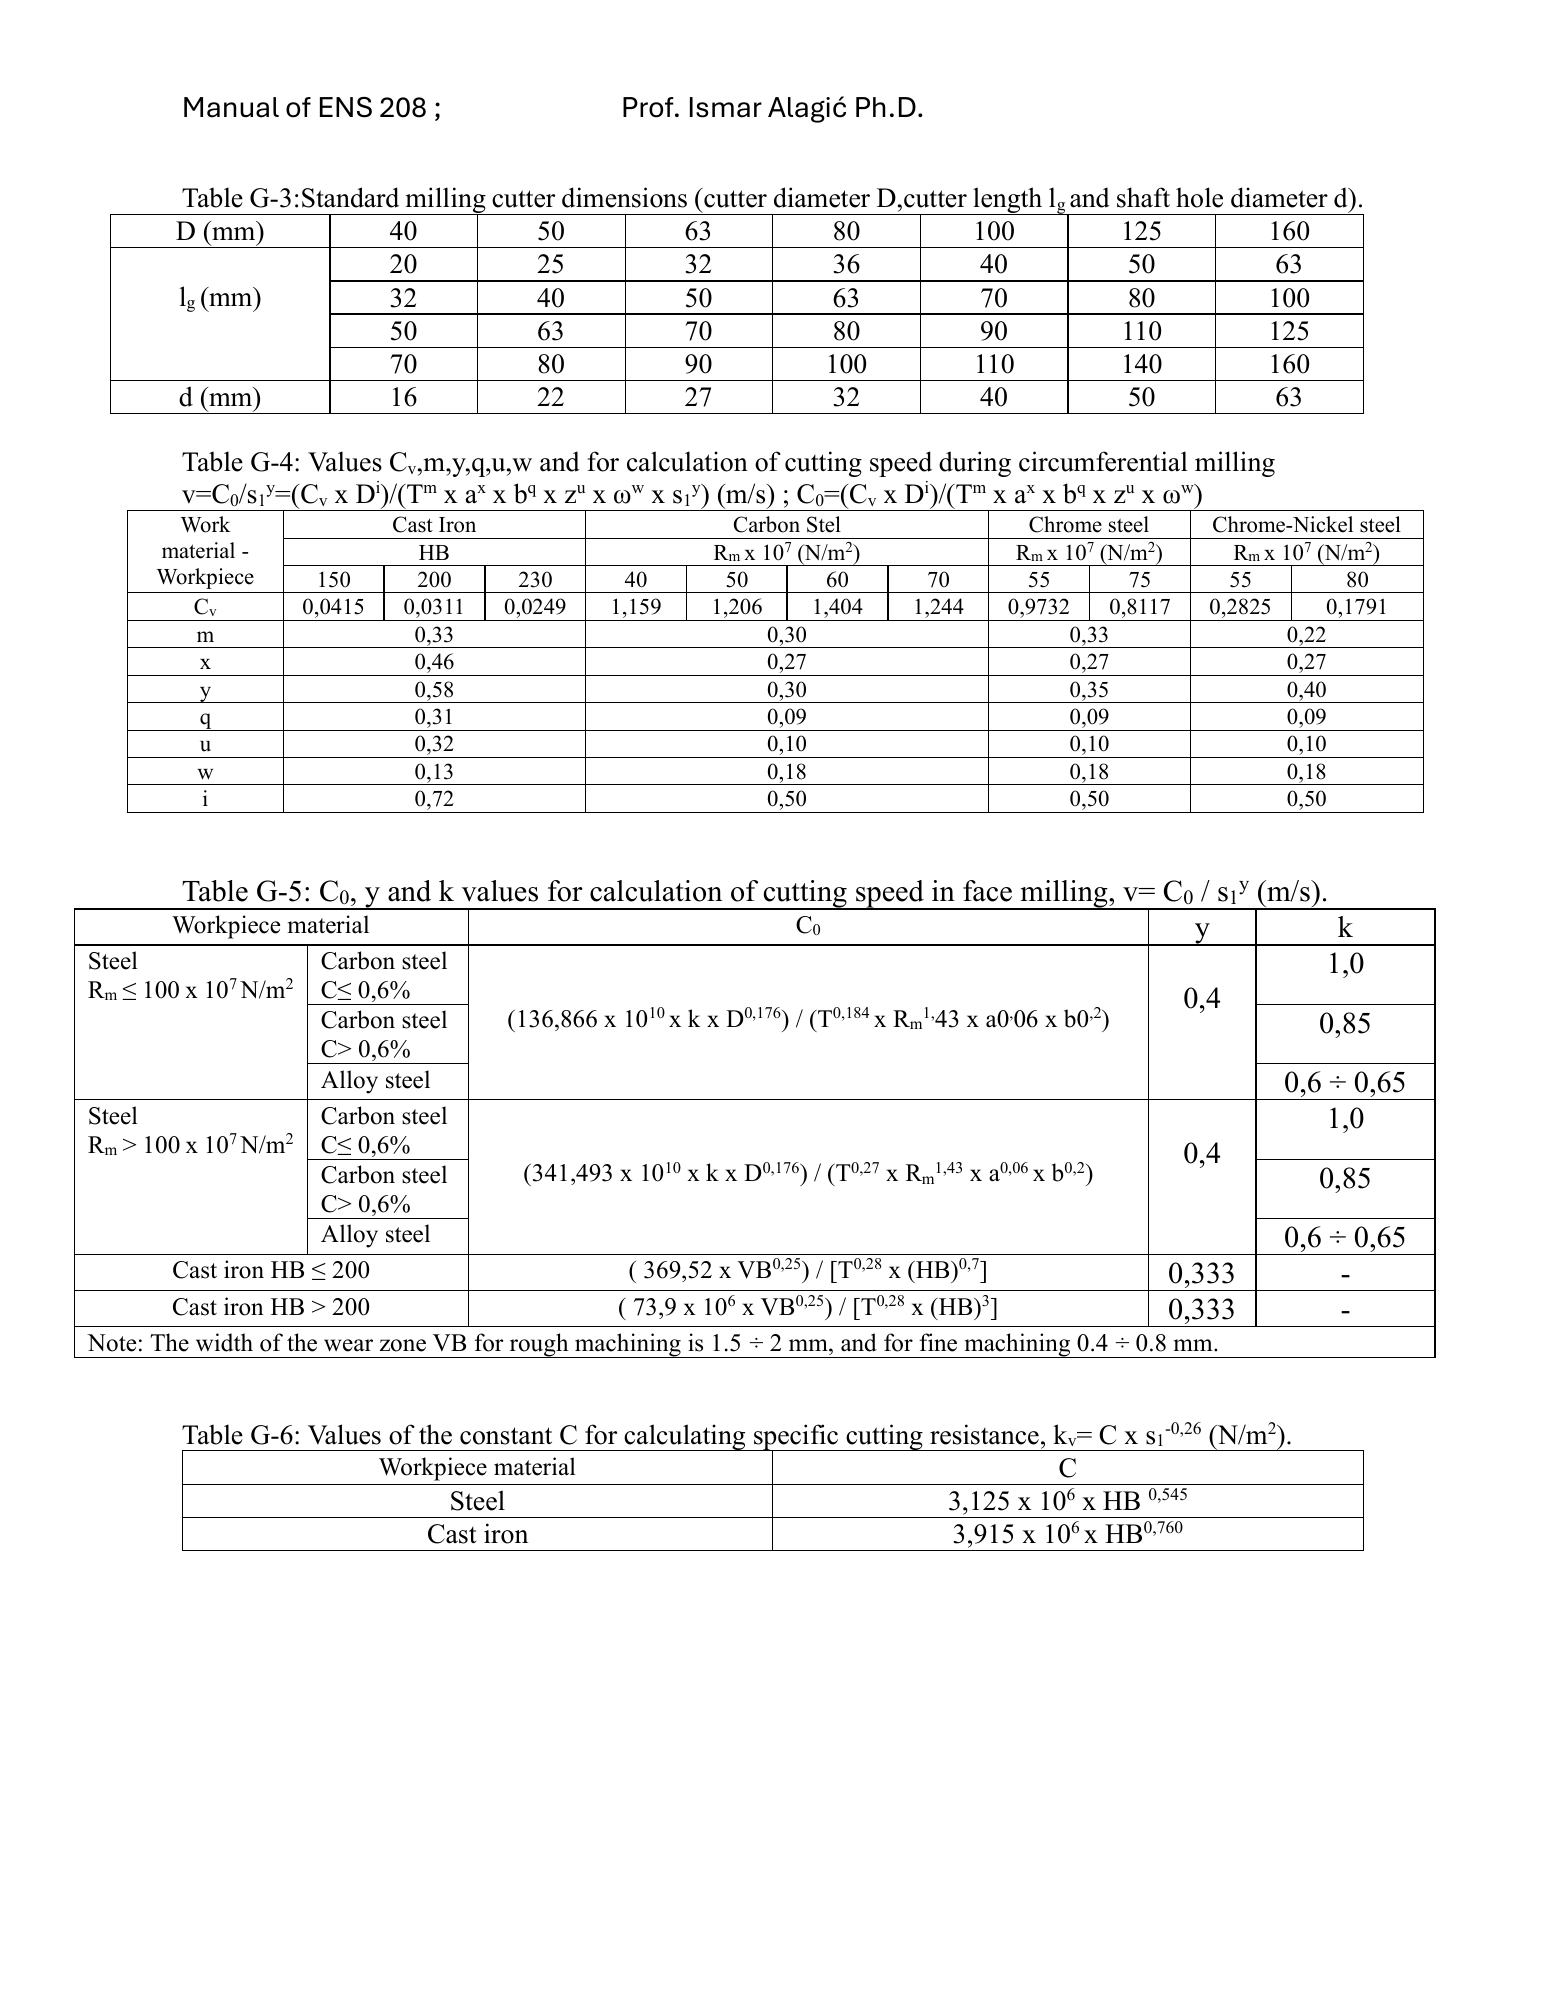 Manual of ENS 208 ; Prof. Ismar Alagić Ph.D.
Table G-3:Standard milling cutter dimensions (cutter diameter D,cutter length lg and shaft hole diameter d).
D (mm) 40 50 63 80 100 125 160
lg (mm) 20 25 32 36 40 50 63
32 40 50 63 70 80 100
50 63 70 80 90 110 125
70 80 90 100 110 140 160
d (mm) 16 22 27 32 40 50 63
Table G-4: Values Cv,m,y,q,u,w and for calculation of cutting speed during circumferential milling
v=C₀/s₁ʸ=(Cv x Dⁱ)/(Tᵐ x aˣ x b^q x zᵘ x ωʷ x s₁ʸ) (m/s) ; C₀=(Cv x Dⁱ)/(Tᵐ x aˣ x b^q x zᵘ x ωʷ)
Work material - Workpiece Cast Iron Carbon Stel Chrome steel Chrome-Nickel steel
HB Rm x 10⁷ (N/m²) Rm x 10⁷ (N/m²) Rm x 10⁷ (N/m²)
150 200 230 40 50 60 70 55 75 55 80
Cv 0,0415 0,0311 0,0249 1,159 1,206 1,404 1,244 0,9732 0,8117 0,2825 0,1791
m 0,33 0,30 0,33 0,22
x 0,46 0,27 0,27 0,27
y 0,58 0,30 0,35 0,40
q 0,31 0,09 0,09 0,09
u 0,32 0,10 0,10 0,10
w 0,13 0,18 0,18 0,18
i 0,72 0,50 0,50 0,50
Table G-5: C₀, y and k values for calculation of cutting speed in face milling, v= C₀ / s₁ʸ (m/s).
Workpiece material C₀ y k
Steel
Rm ≤ 100 x 10⁷ N/m²
Carbon steel
C≤ 0,6%
Carbon steel
C> 0,6%
Alloy steel
(136,866 x 10¹⁰ x k x D^0,176) / (T^0,184 x Rm^1,43 x a0^,06 x b0^,2)
0,4
1,0
0,85
0,6 ÷ 0,65
Steel
Rm > 100 x 10⁷ N/m²
Carbon steel
C≤ 0,6%
Carbon steel
C> 0,6%
Alloy steel
(341,493 x 10¹⁰ x k x D^0,176) / (T^0,27 x Rm^1,43 x a^0,06 x b^0,2)
0,4
1,0
0,85
0,6 ÷ 0,65
Cast iron HB ≤ 200 ( 369,52 x VB^0,25) / [T^0,28 x (HB)^0,7] 0,333 -
Cast iron HB > 200 ( 73,9 x 10⁶ x VB^0,25) / [T^0,28 x (HB)³] 0,333 -
Note: The width of the wear zone VB for rough machining is 1.5 ÷ 2 mm, and for fine machining 0.4 ÷ 0.8 mm.
Table G-6: Values of the constant C for calculating specific cutting resistance, kv= C x s₁^-0,26 (N/m²).
Workpiece material C
Steel 3,125 x 10⁶ x HB ^0,545
Cast iron 3,915 x 10⁶ x HB^0,760